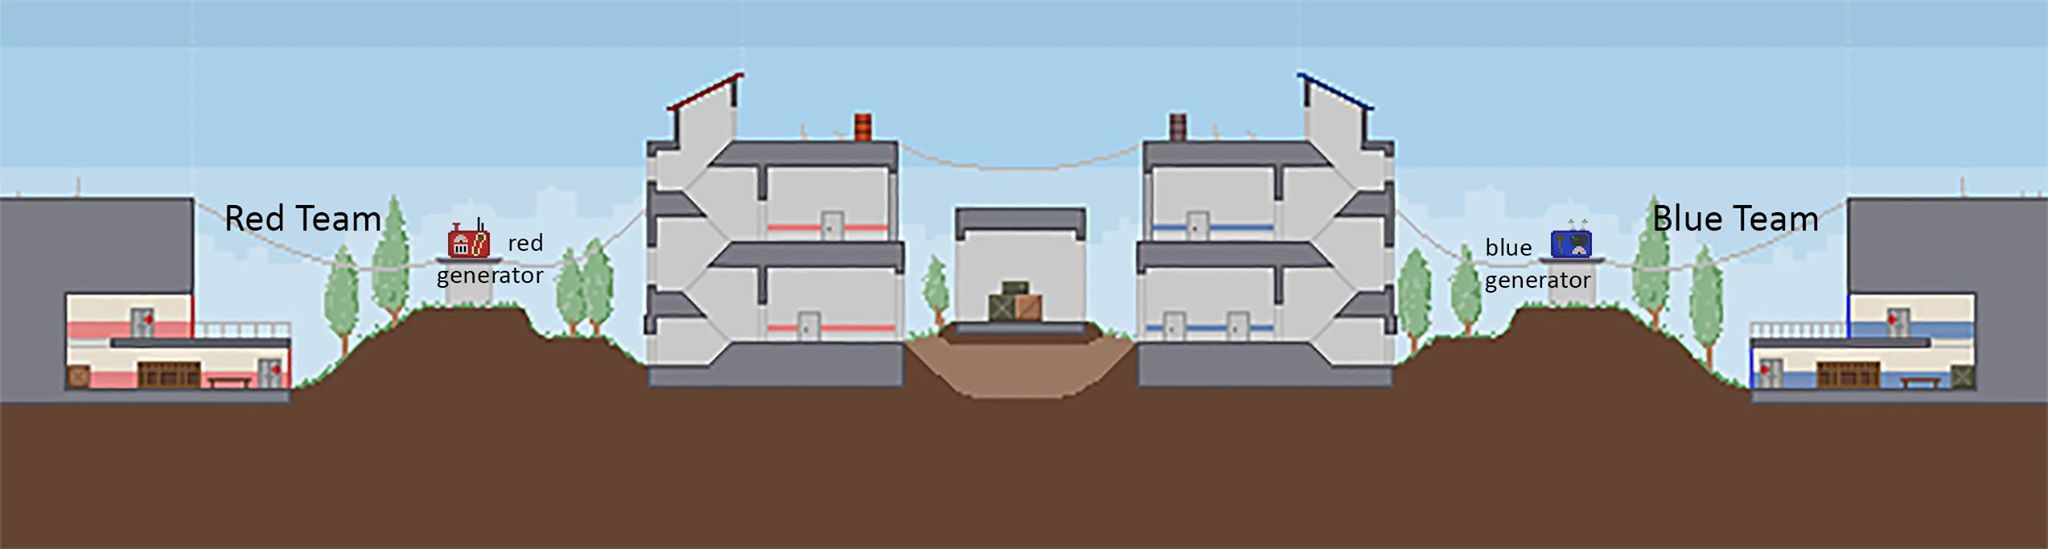 Red Team
red
generator
blue
generator
Blue Team